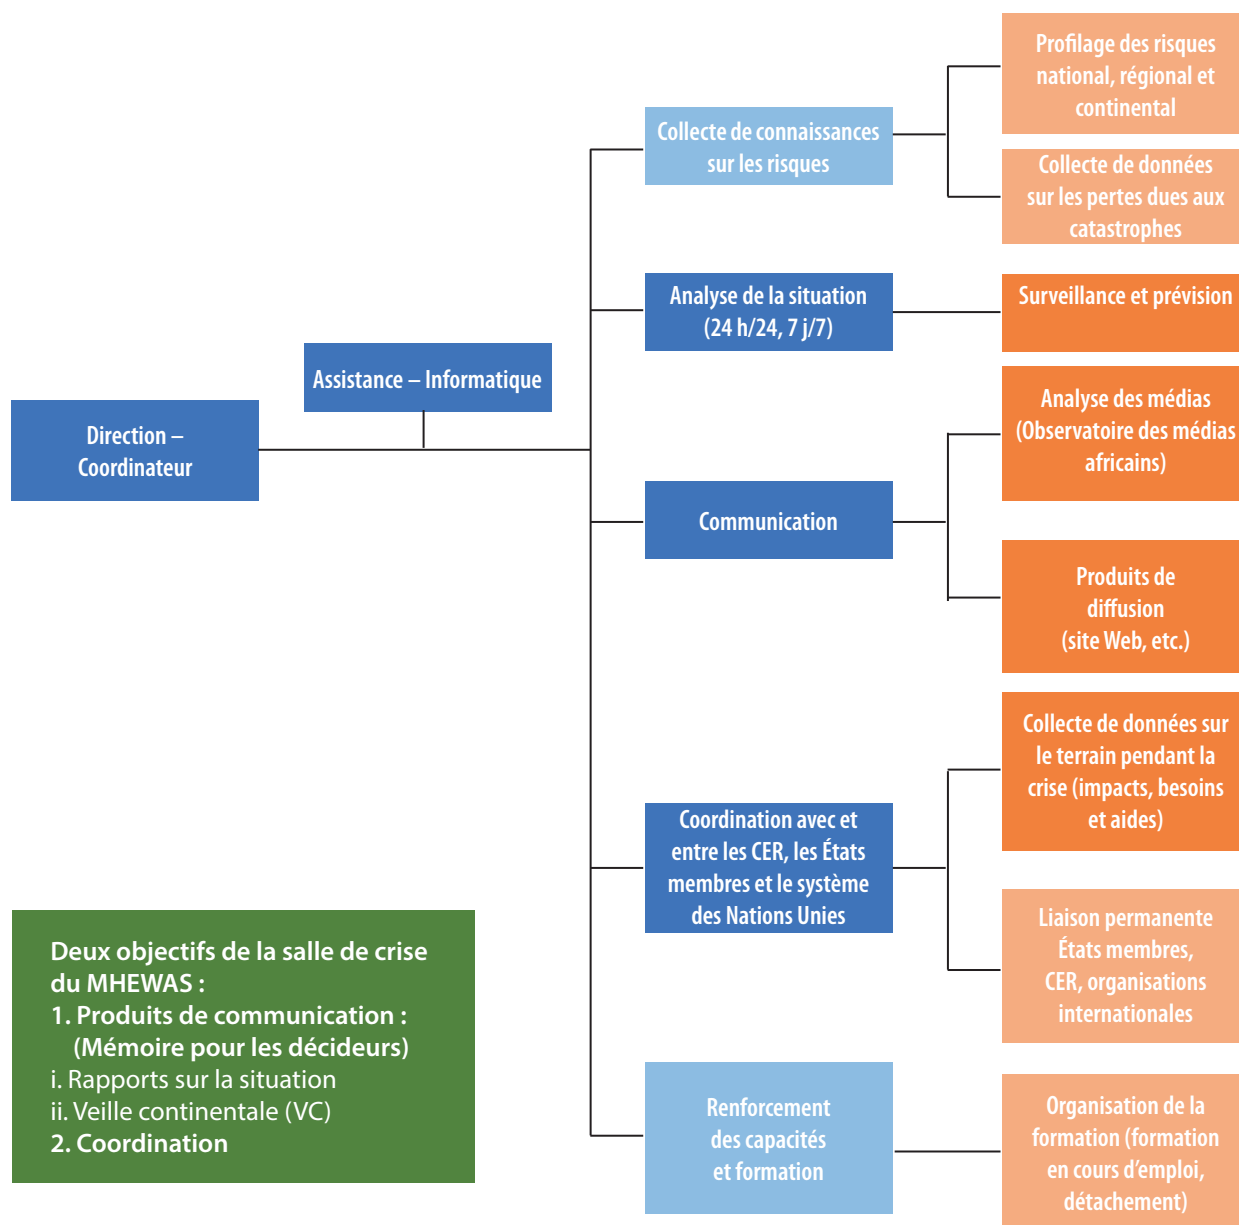 Direction –
Coordinateur
Assistance – Informatique
Collecte de connaissances
sur les risques
Profilage des risques
national, régional et
continental
Collecte de données
sur les pertes dues aux
catastrophes
Analyse de la situation
(24 h/24, 7 j/7)
Surveillance et prévision
Communication
Analyse des médias
(Observatoire des médias
africains)
Produits de
diffusion
(site Web, etc.)
Coordination avec et
entre les CER, les États
membres et le système
des Nations Unies
Collecte de données sur
le terrain pendant la
crise (impacts, besoins
et aides)
Liaison permanente
États membres,
CER, organisations
internationales
Renforcement
des capacités
et formation
Organisation de la
formation (formation
en cours d’emploi,
détachement)
Deux objectifs de la salle de crise
du MHEWAS :
1. Produits de communication :
(Mémoire pour les décideurs)
i. Rapports sur la situation
ii. Veille continentale (VC)
2. Coordination